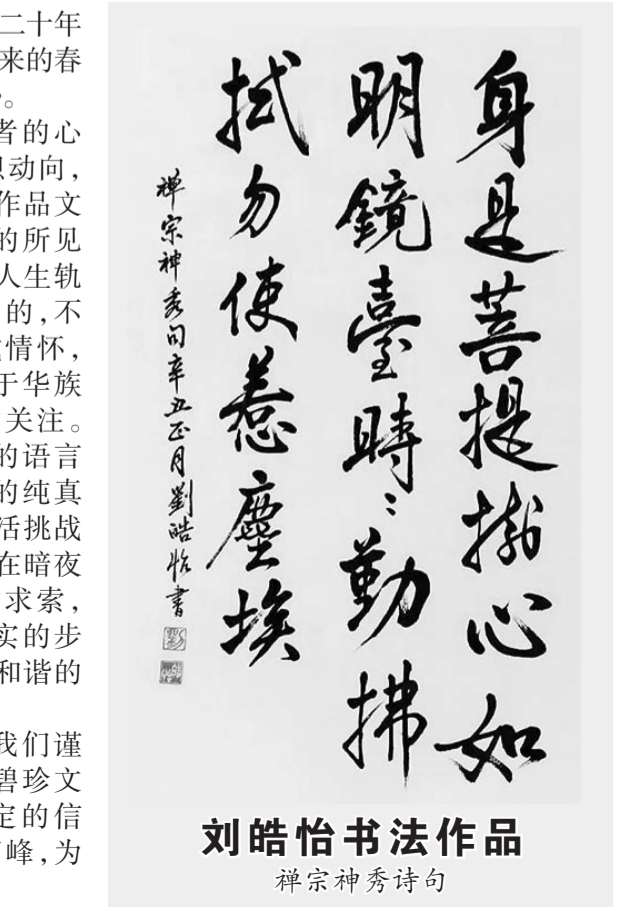 二十年
来的春
。
者的心
动向,
作品文
的所见
人生轨
的,不
情怀,
于华族
关注。
的语言
的纯真
活挑战
在暗夜
求索,
实的步
和谐的
我们谨
碧珍文
定的信
峰,为
身是菩提樹心如
明鏡臺時〻勤拂
拭勿使惹塵埃
禅宗神秀句辛丑正月劉皓怡書
刘皓怡书法作品
禅宗神秀诗句